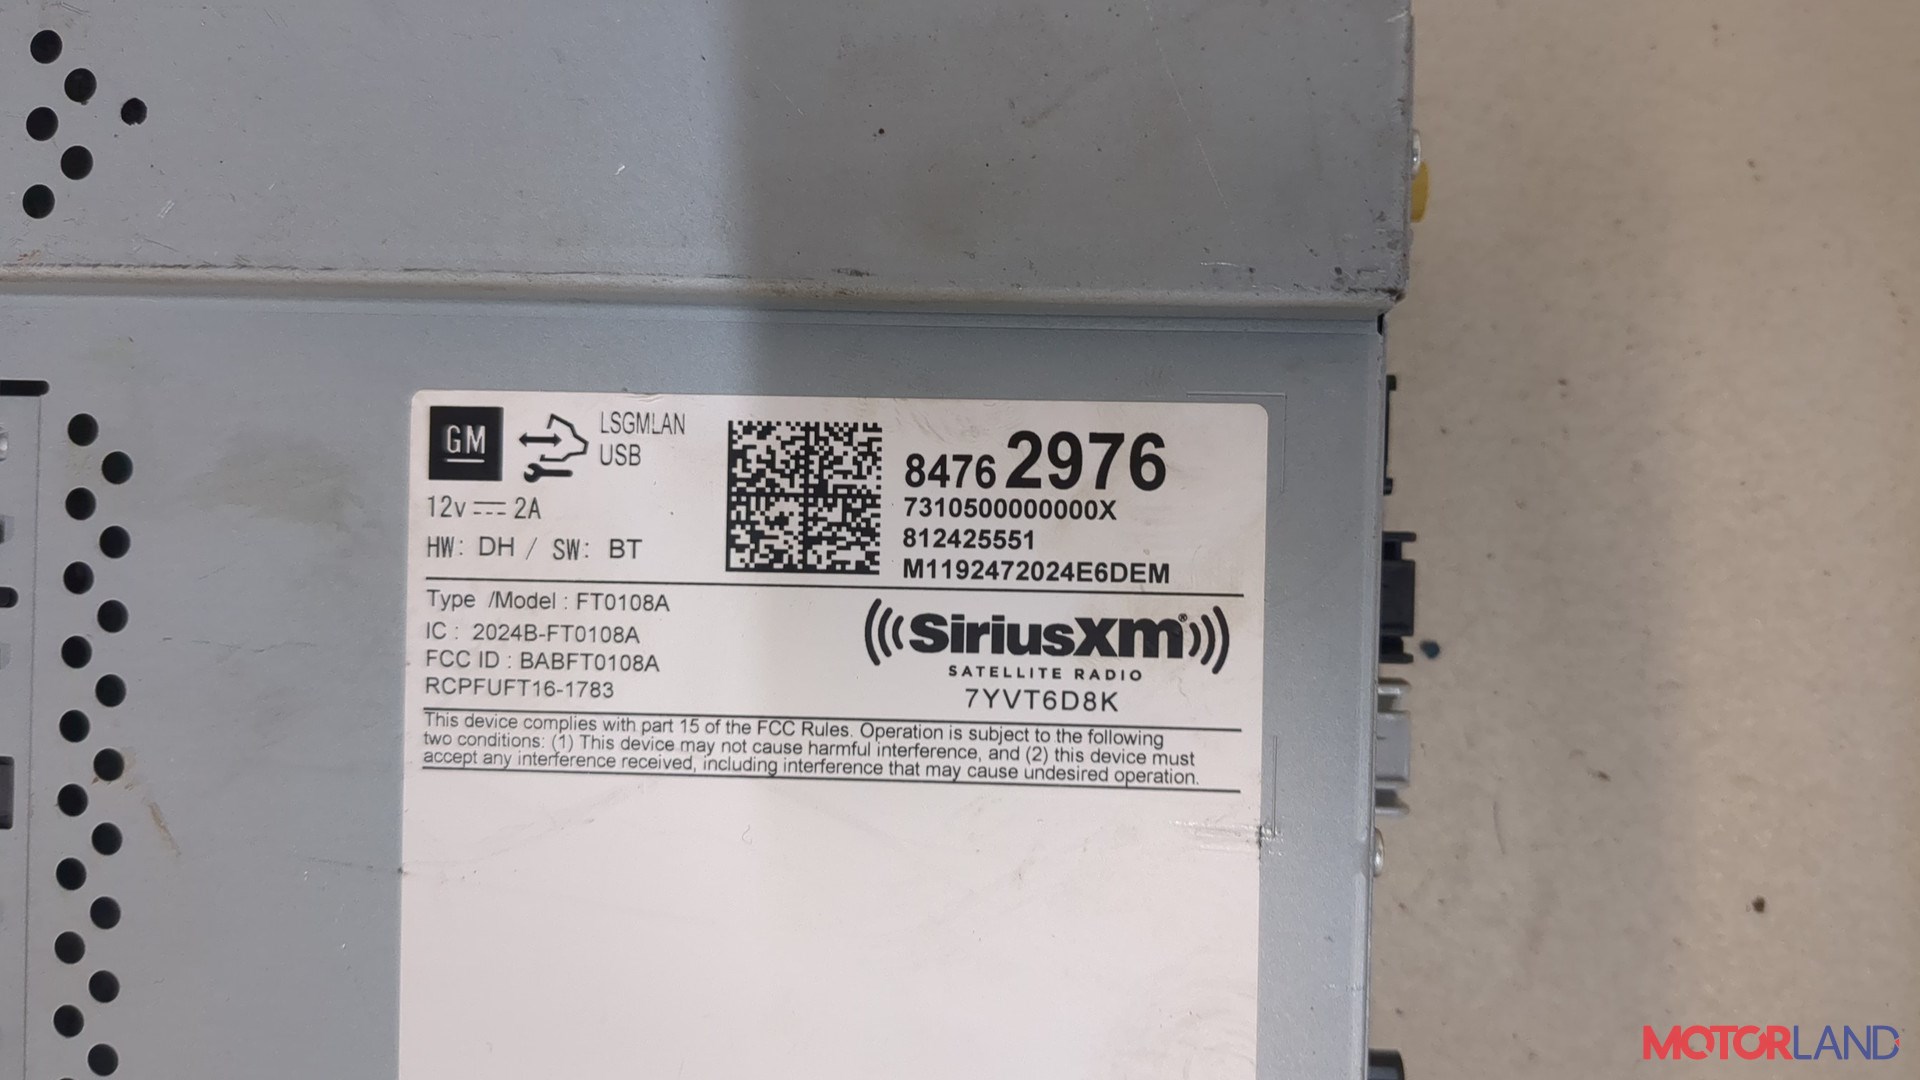 GM
LSGMLAN
USB
12v 2A
HW: DH / SW: BT
84762976
7310500000000X
812425551
M1192472024E6DEM
Type /Model : FT0108A
IC : 2024B-FT0108A
FCC ID : BABFT0108A
RCPFUFT16-1783
SiriusXm®
SATELLITE RADIO
7YVT6D8K
This device complies with part 15 of the FCC Rules. Operation is subject to the following
two conditions: (1) This device may not cause harmful interference, and (2) this device must
accept any interference received, including interference that may cause undesired operation.
MOTORLAND